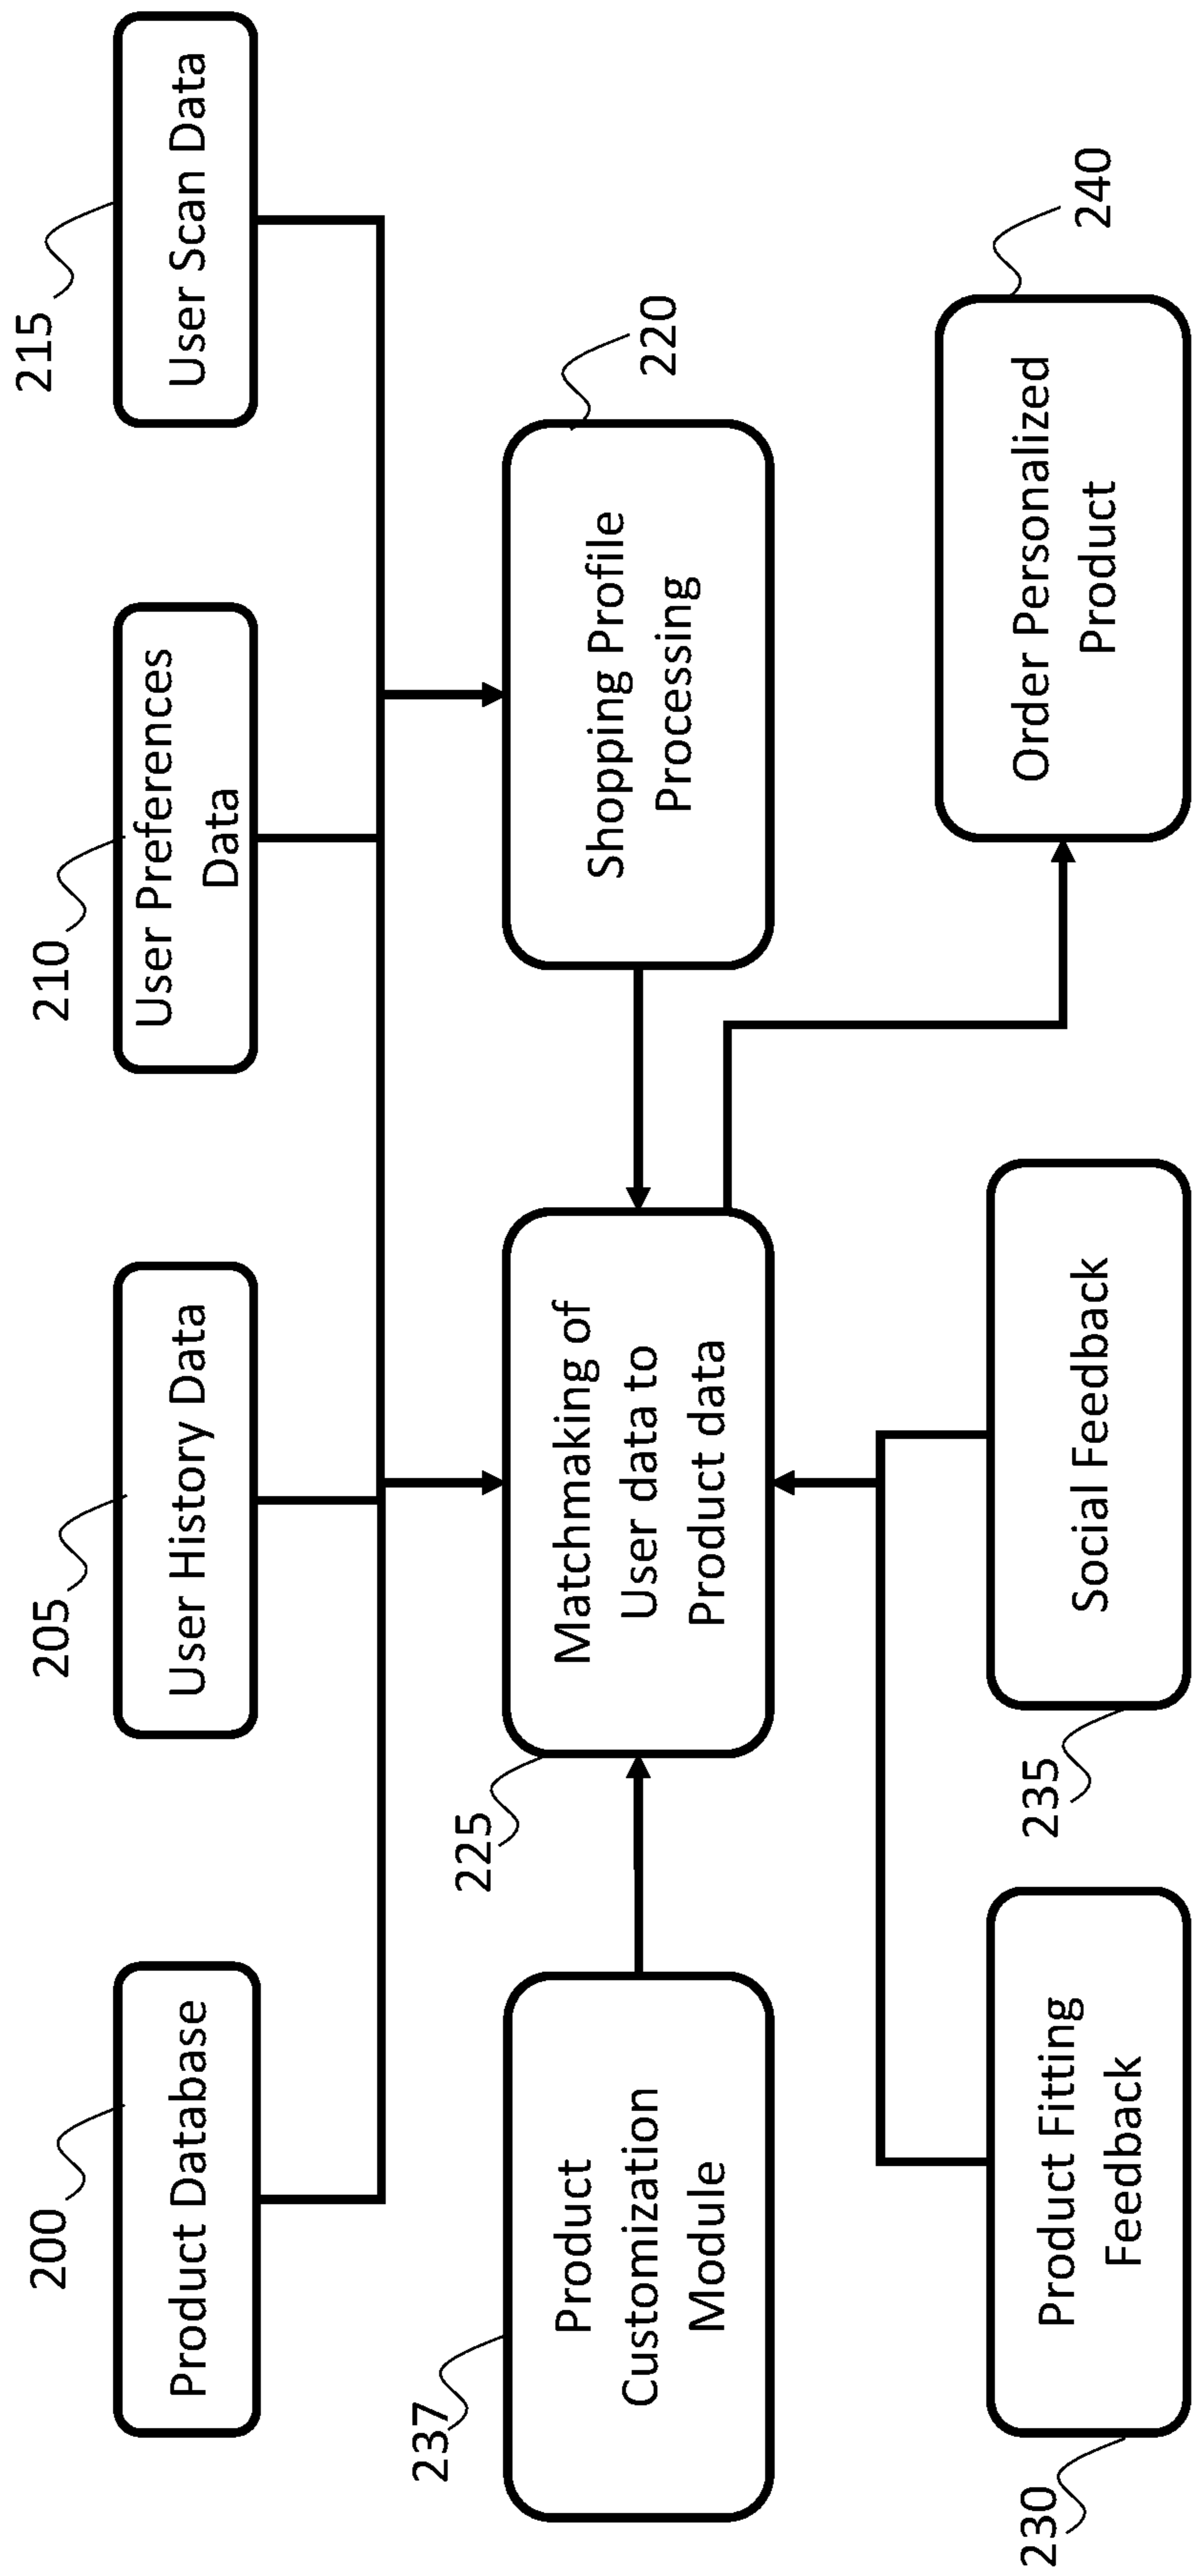 200
Product Database
205
User History Data
210
User Preferences
Data
215
User Scan Data
237
Product
Customization
Module
225
Matchmaking of
User data to
Product data
220
Shopping Profile
Processing
230
Product Fitting
Feedback
235
Social Feedback
240
Order Personalized
Product